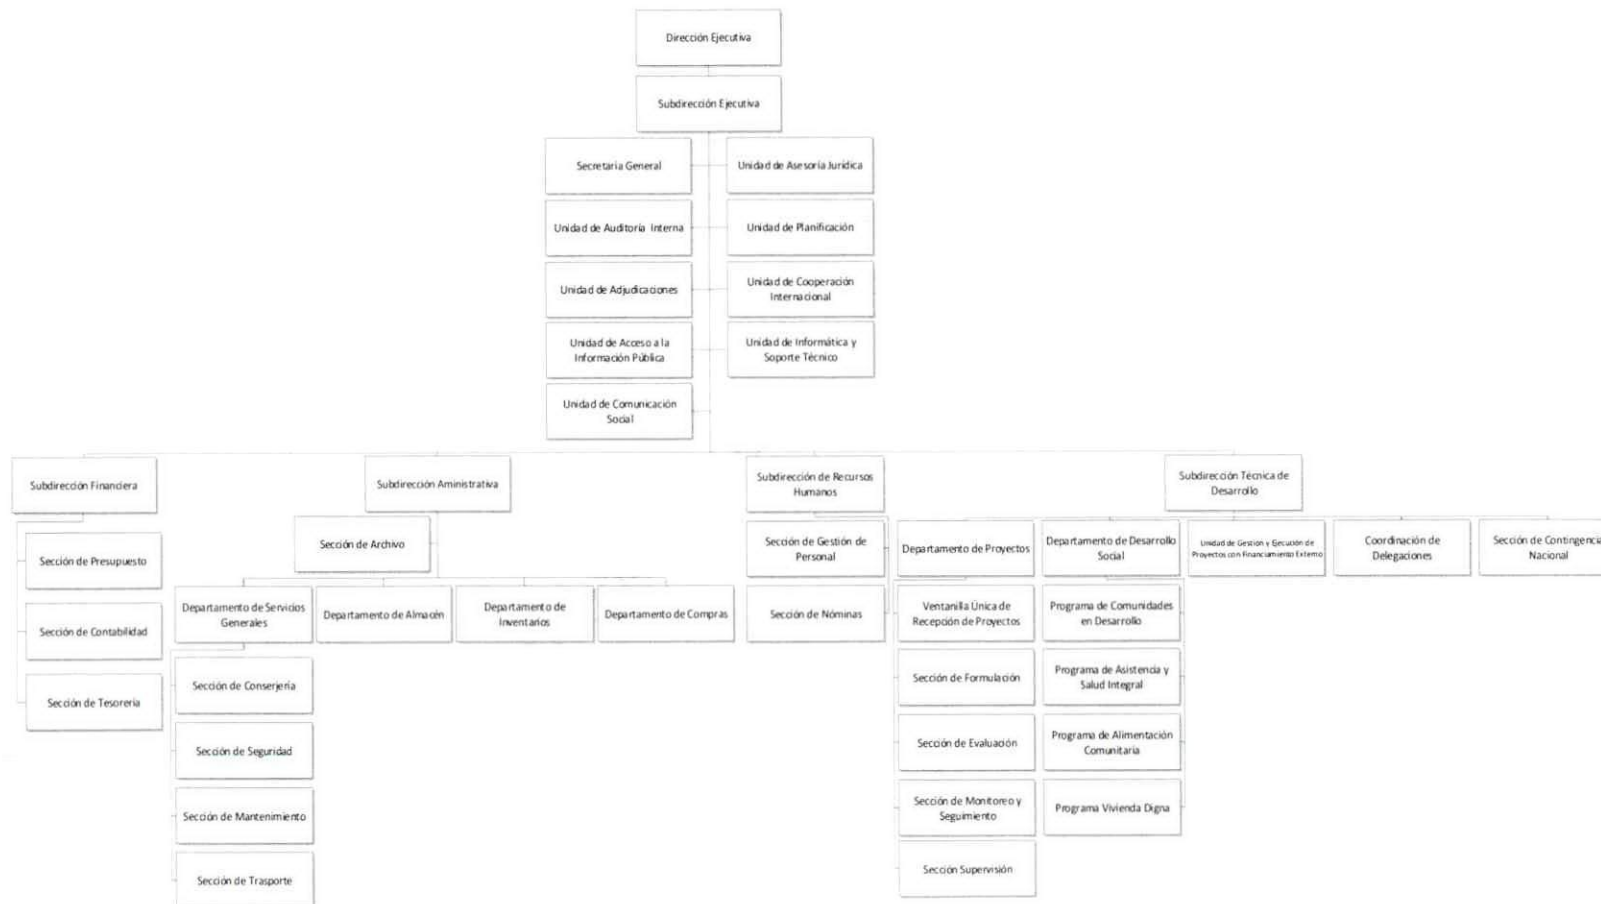 Dirección Ejecutiva
Subdirección Ejecutiva
Secretaria General
Unidad de Asesoría Jurídica
Unidad de Auditoría Interna
Unidad de Planificación
Unidad de Adjudicaciones
Unidad de Cooperación
Internacional
Unidad de Acceso a la
Información Pública
Unidad de Informática y
Soporte Técnico
Unidad de Comunicación
Social
Subdirección Financiera
Subdirección Aministrativa
Subdirección de Recursos
Humanos
Subdirección Técnica de
Desarrollo
Sección de Presupuesto
Sección de Contabilidad
Sección de Tesorería
Sección de Archivo
Departamento de Servicios
Generales
Departamento de Almacén
Departamento de
Inventarios
Departamento de Compras
Sección de Conserjería
Sección de Seguridad
Sección de Mantenimiento
Sección de Trasporte
Sección de Gestión de
Personal
Sección de Nóminas
Departamento de Proyectos
Departamento de Desarrollo
Social
Unidad de Gestión y Ejecución de
Proyectos con Financiamiento Externo
Coordinación de
Delegaciones
Sección de Contingencia
Nacional
Ventanilla Única de
Recepción de Proyectos
Sección de Formulación
Sección de Evaluación
Sección de Monitoreo y
Seguimiento
Sección Supervisión
Programa de Comunidades
en Desarrollo
Programa de Asistencia y
Salud Integral
Programa de Alimentación
Comunitaria
Programa Vivienda Digna